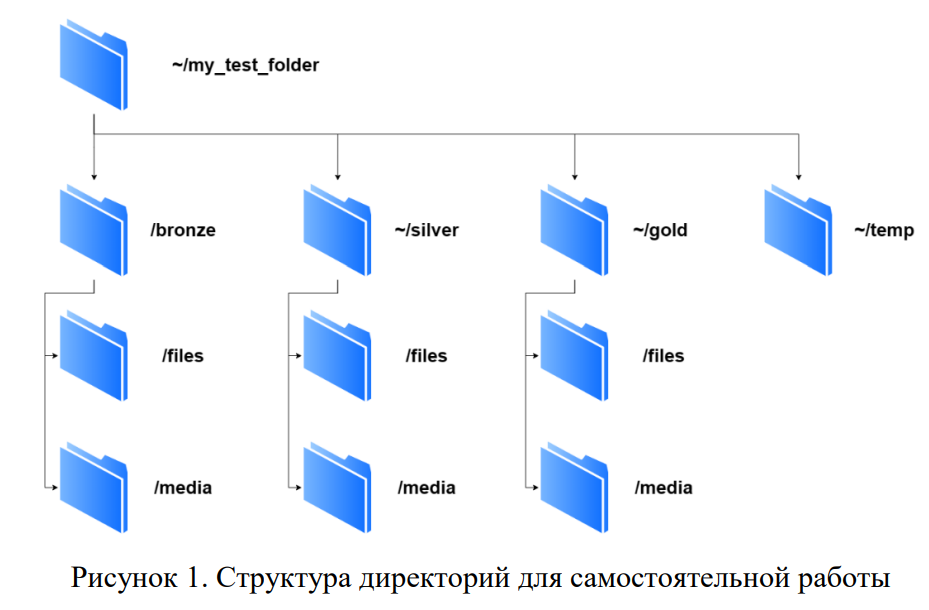 ~/my_test_folder
/bronze
~/silver
~/gold
~/temp
/files
/files
/files
/media
/media
/media
Рисунок 1. Структура директорий для самостоятельной работы